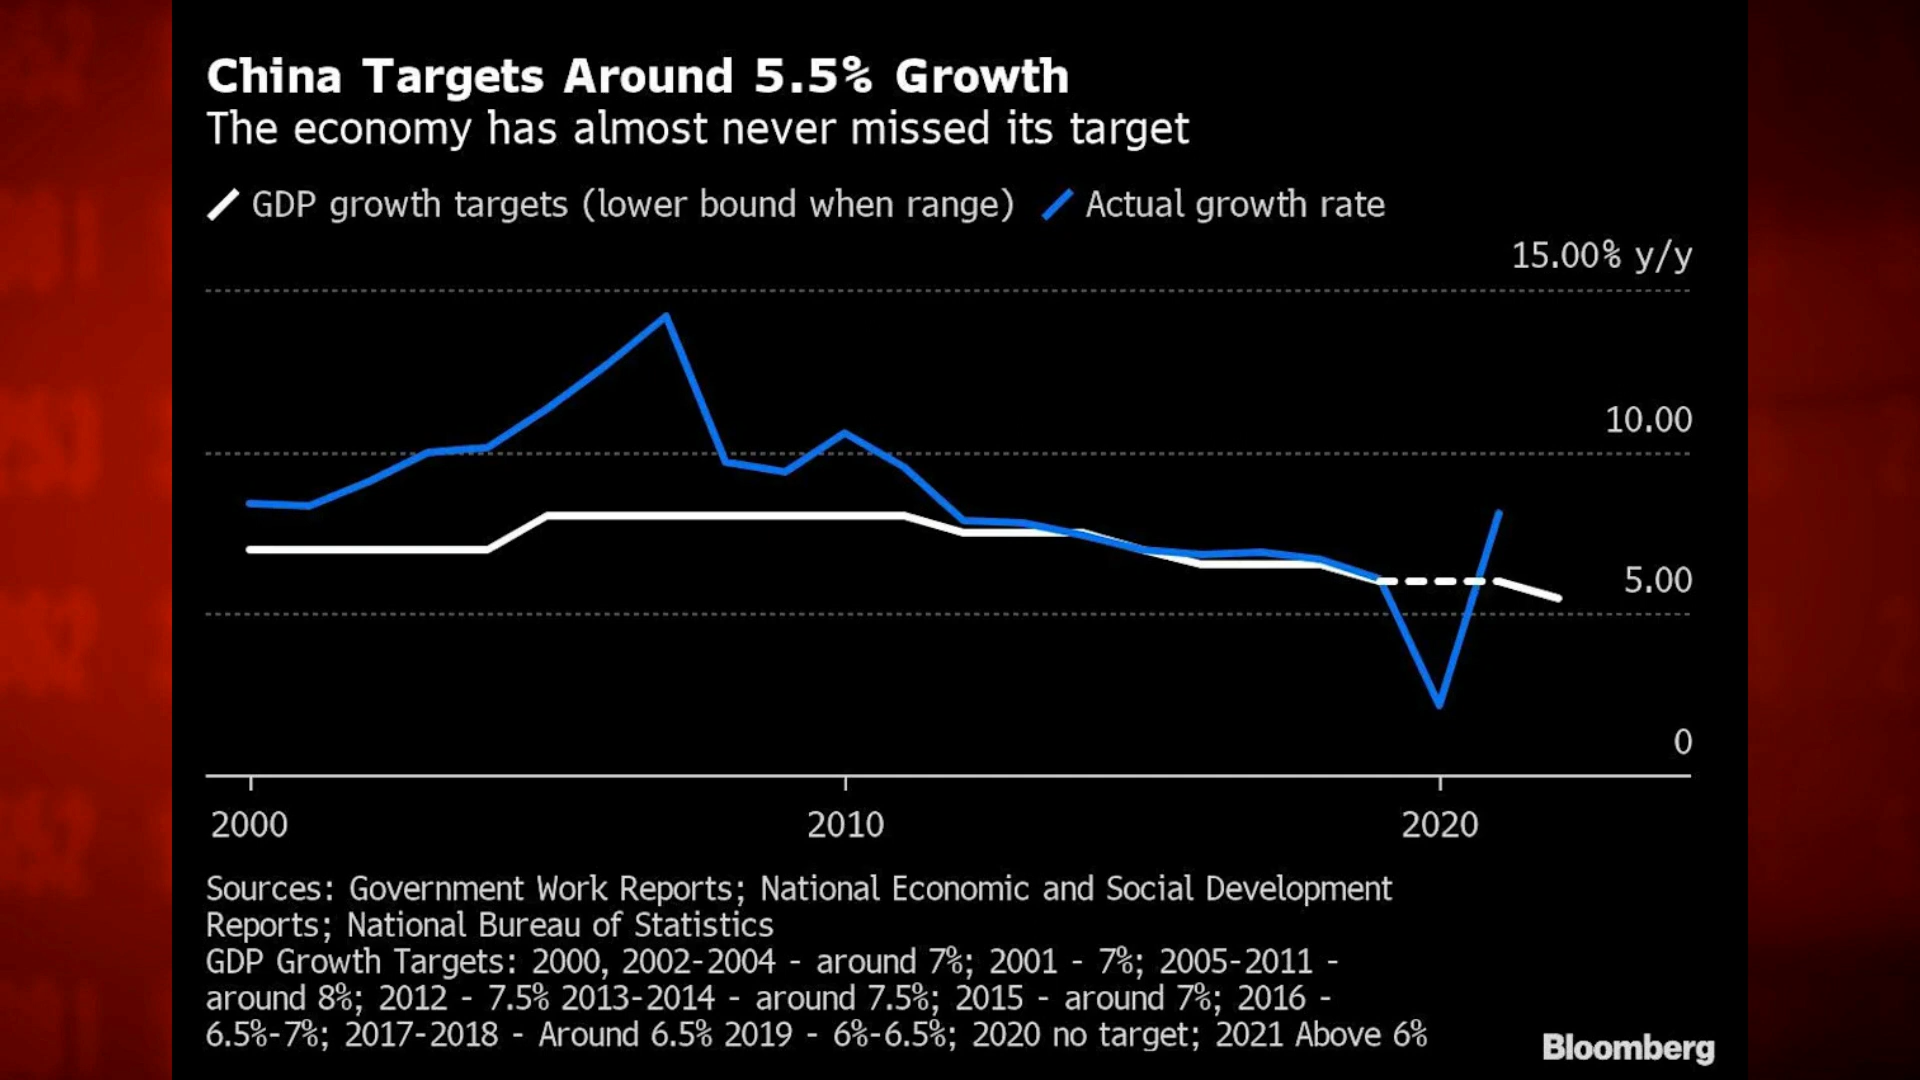 China Targets Around 5.5% Growth
The economy has almost never missed its target
GDP growth targets (lower bound when range) Actual growth rate
15.00% y/y
10.00
5.00
0
2000 2010 2020
Sources: Government Work Reports; National Economic and Social Development
Reports; National Bureau of Statistics
GDP Growth Targets: 2000, 2002-2004 - around 7%; 2001 - 7%; 2005-2011 -
around 8%; 2012 - 7.5% 2013-2014 - around 7.5%; 2015 - around 7%; 2016 -
6.5%-7%; 2017-2018 - Around 6.5% 2019 - 6%-6.5%; 2020 no target; 2021 Above 6%
Bloomberg